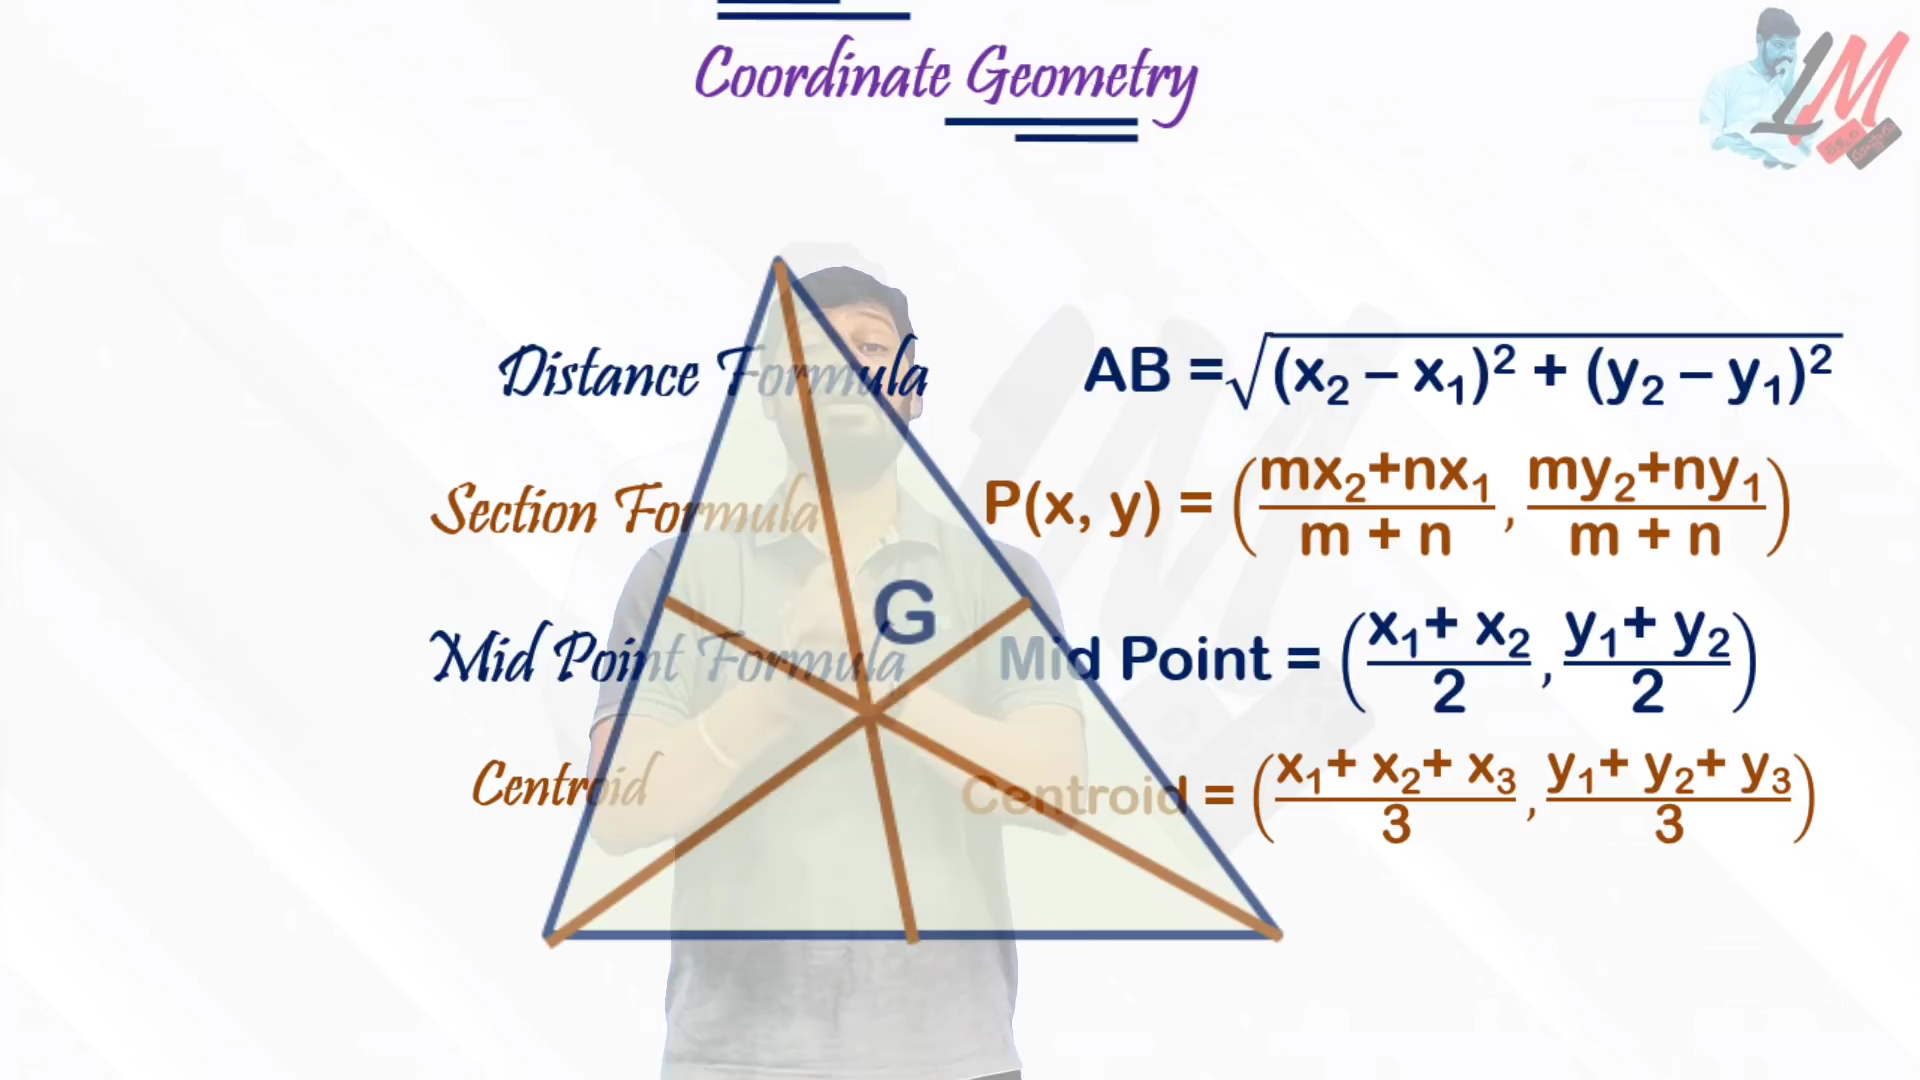 Coordinate Geometry
LM
Distance Formula AB = √(x₂ – x₁)² + (y₂ – y₁)²
Section Formula P(x, y) = (mx₂+nx₁/m + n, my₂+ny₁/m + n)
G
Mid Point Formula Mid Point = (x₁+ x₂/2, y₁+ y₂/2)
Centroid Centroid = (x₁+ x₂+ x₃/3, y₁+ y₂+ y₃/3)